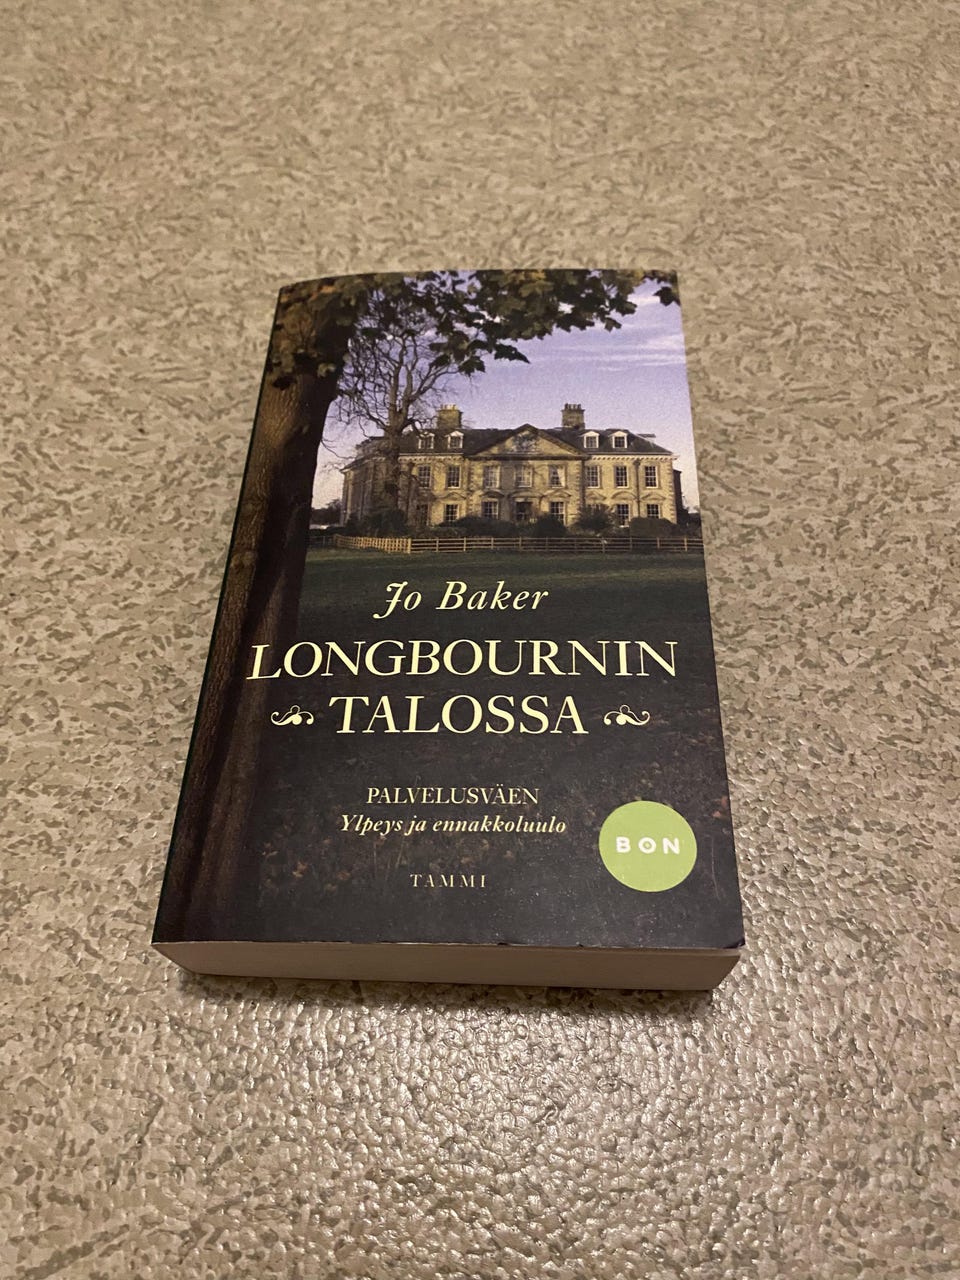 Jo Baker
LONGBOURNIN
TALOSSA
PALVELUSVÄEN
Ylpeys ja ennakkoluulo
BON
TAMMI